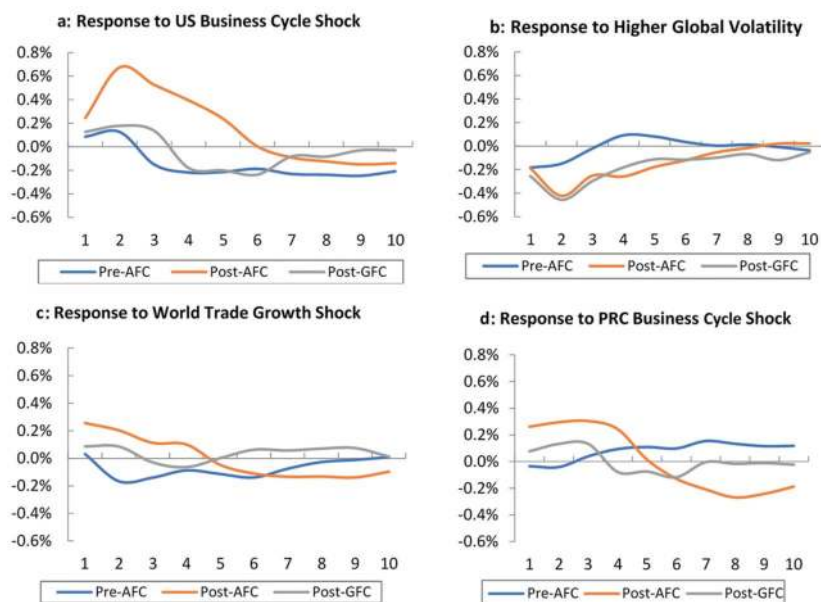 a: Response to US Business Cycle Shock
0.8%
0.6%
0.4%
0.2%
0.0%
-0.2%
-0.4%
-0.6%
1 2 3 4 5 6 7 8 9 10
Pre-AFC Post-AFC Post-GFC
b: Response to Higher Global Volatility
0.8%
0.6%
0.4%
0.2%
0.0%
-0.2%
-0.4%
-0.6%
1 2 3 4 5 6 7 8 9 10
Pre-AFC Post-AFC Post-GFC
c: Response to World Trade Growth Shock
0.8%
0.6%
0.4%
0.2%
0.0%
-0.2%
-0.4%
-0.6%
1 2 3 4 5 6 7 8 9 10
Pre-AFC Post-AFC Post-GFC
d: Response to PRC Business Cycle Shock
0.8%
0.6%
0.4%
0.2%
0.0%
-0.2%
-0.4%
-0.6%
1 2 3 4 5 6 7 8 9 10
Pre-AFC Post-AFC Post-GFC